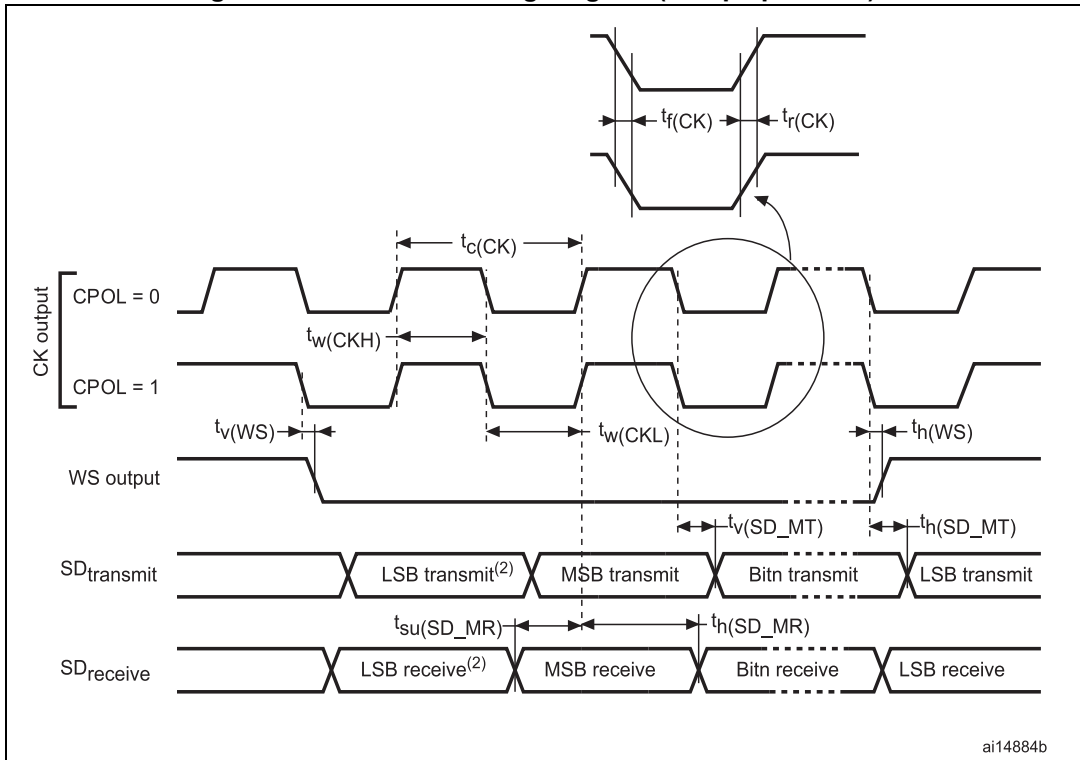 tf(CK)
tr(CK)
tc(CK)
CK output
CPOL = 0
tw(CKH)
CPOL = 1
tv(WS)
tw(CKL)
th(WS)
WS output
tv(SD_MT)
th(SD_MT)
SDtransmit
LSB transmit(2)
MSB transmit
Bitn transmit
LSB transmit
tsu(SD_MR)
th(SD_MR)
SDreceive
LSB receive(2)
MSB receive
Bitn receive
LSB receive
ai14884b